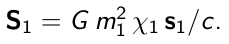 S₁ = G m₁² χ₁ s₁/c.